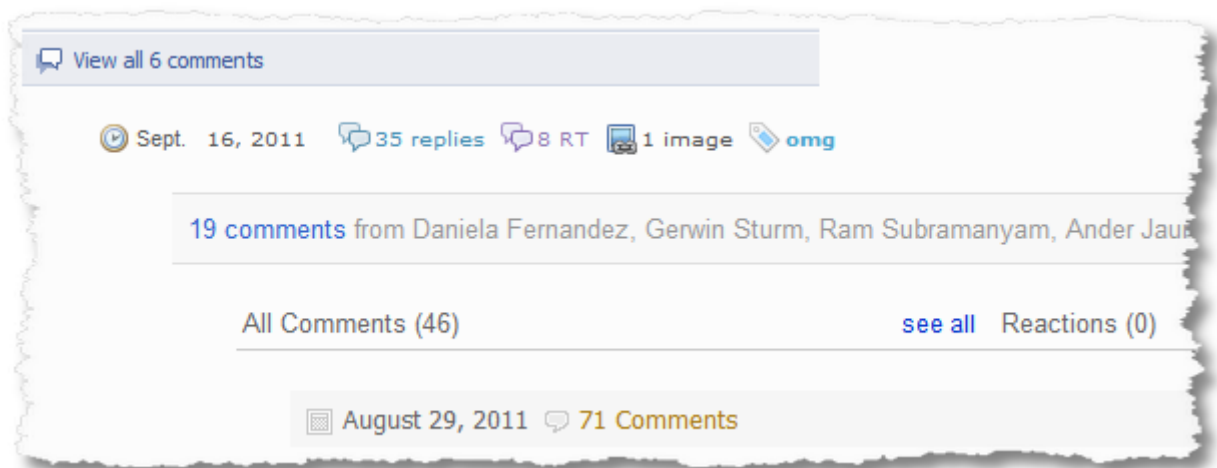 View all 6 comments
Sept. 16, 2011 35 replies 8 RT 1 image omg
19 comments from Daniela Fernandez, Gerwin Sturm, Ram Subramanyam, Ander
All Comments (46) see all Reactions (0)
August 29, 2011 71 Comments